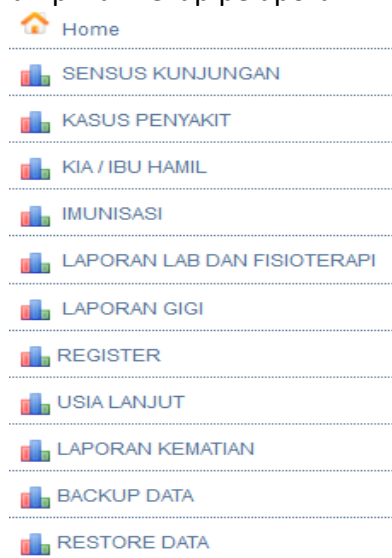 Home
SENSUS KUNJUNGAN
KASUS PENYAKIT
KIA / IBU HAMIL
IMUNISASI
LAPORAN LAB DAN FISIOTERAPI
LAPORAN GIGI
REGISTER
USIA LANJUT
LAPORAN KEMATIAN
BACKUP DATA
RESTORE DATA